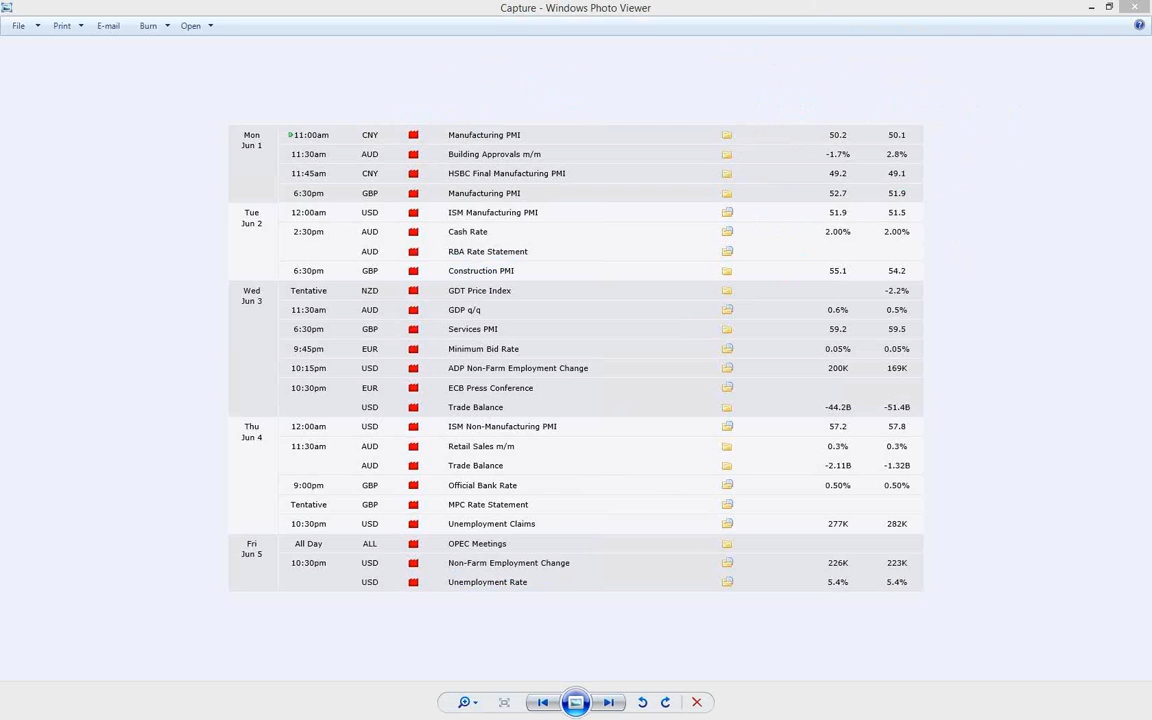 Capture - Windows Photo Viewer
File Print E-mail Burn Open
Mon Jun 1 11:00am CNY Manufacturing PMI 50.2 50.1
11:30am AUD Building Approvals m/m -1.7% 2.8%
11:45am CNY HSBC Final Manufacturing PMI 49.2 49.1
6:30pm GBP Manufacturing PMI 52.7 51.9
Tue Jun 2 12:00am USD ISM Manufacturing PMI 51.9 51.5
2:30pm AUD Cash Rate 2.00% 2.00%
AUD RBA Rate Statement
6:30pm GBP Construction PMI 55.1 54.2
Wed Jun 3 Tentative NZD GDT Price Index -2.2%
11:30am AUD GDP q/q 0.6% 0.5%
6:30pm GBP Services PMI 59.2 59.5
9:45pm EUR Minimum Bid Rate 0.05% 0.05%
10:15pm USD ADP Non-Farm Employment Change 200K 169K
10:30pm EUR ECB Press Conference
USD Trade Balance -44.2B -51.4B
Thu Jun 4 12:00am USD ISM Non-Manufacturing PMI 57.2 57.8
11:30am AUD Retail Sales m/m 0.3% 0.3%
AUD Trade Balance -2.11B -1.32B
9:00pm GBP Official Bank Rate 0.50% 0.50%
Tentative GBP MPC Rate Statement
10:30pm USD Unemployment Claims 277K 282K
Fri Jun 5 All Day ALL OPEC Meetings
10:30pm USD Non-Farm Employment Change 226K 223K
USD Unemployment Rate 5.4% 5.4%